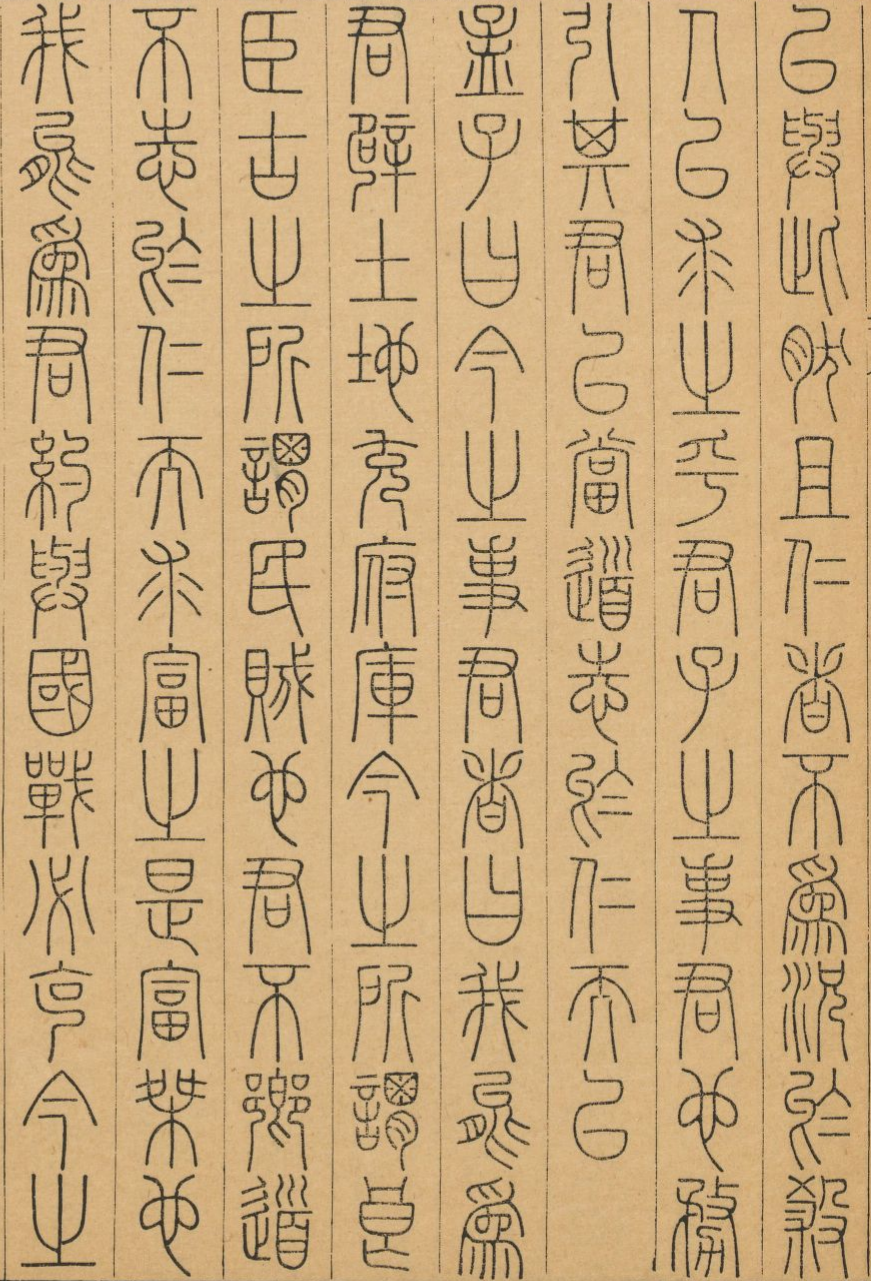 以與此然且仁者不為況於殺
人以求之乎君子之事君也務
引其君以當道志於仁而已
孟子曰今之事君者曰我能為
君辟土地充府庫今之所謂良
臣古之所謂民賊也君不鄉道
不志於仁而求富之是富桀也
我能為君約與國戰必克今之